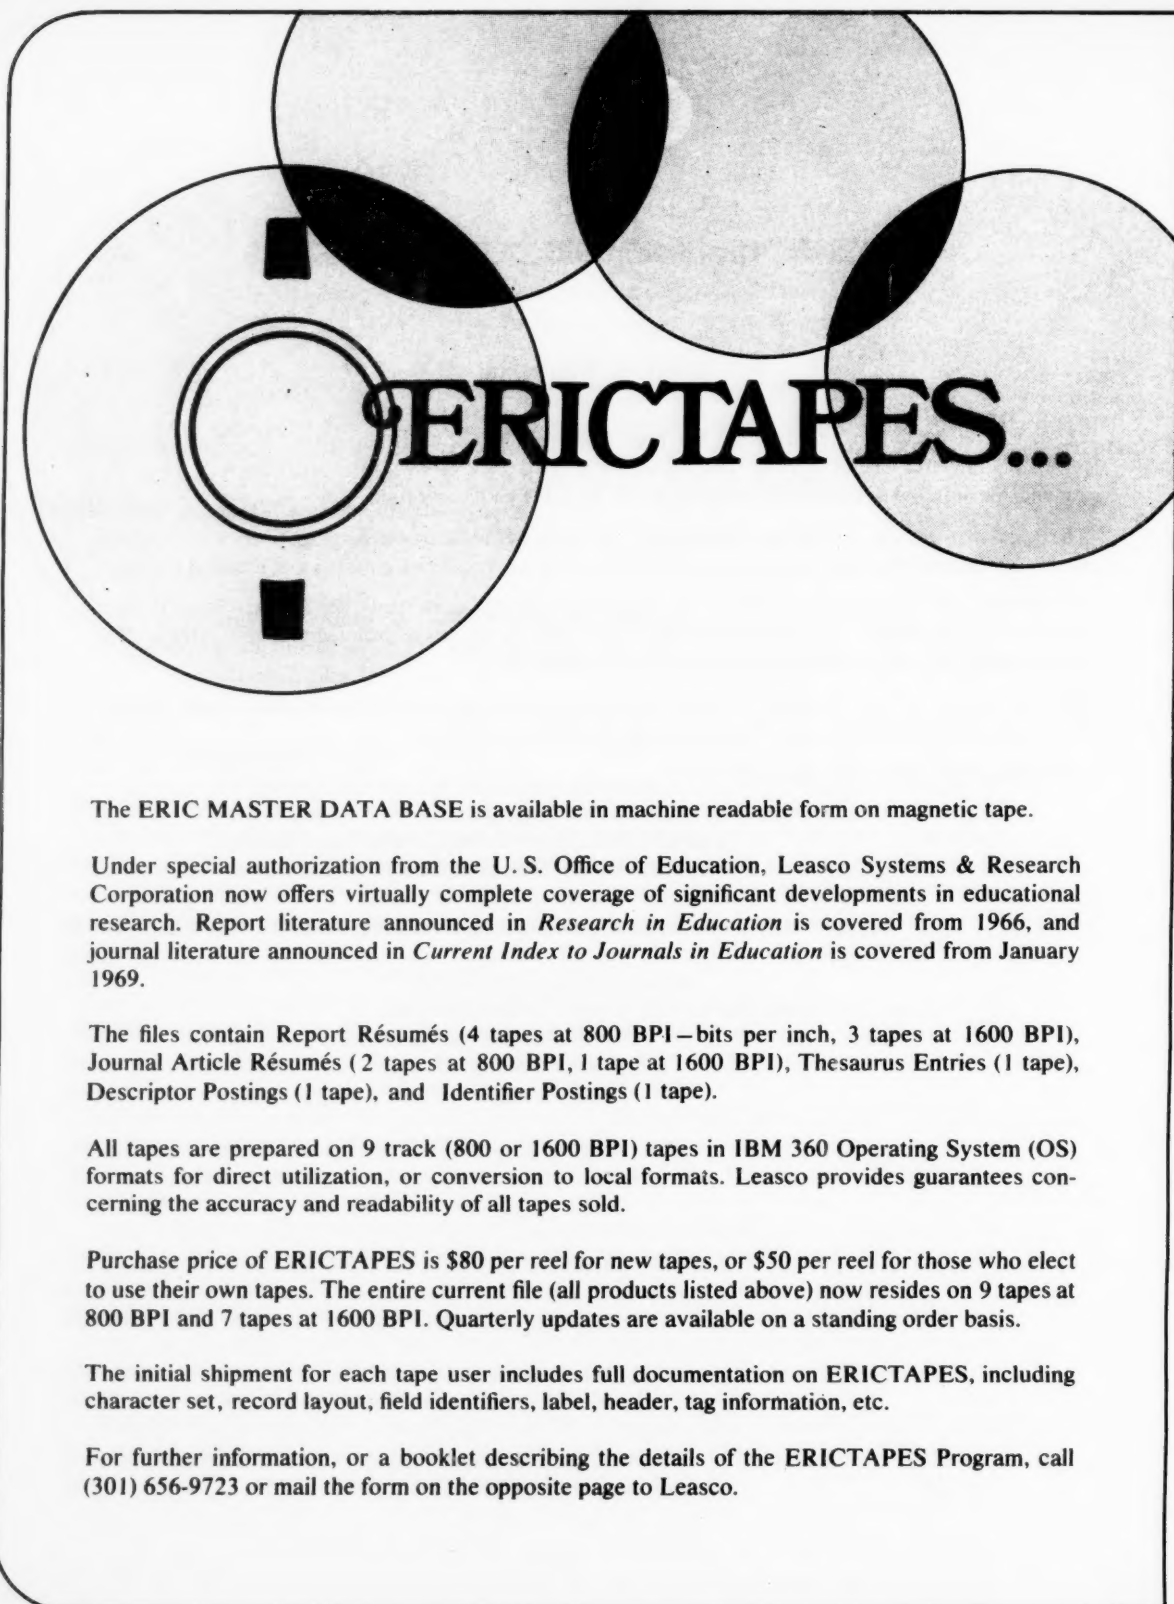 ERICTAPES...
The ERIC MASTER DATA BASE is available in machine readable form on magnetic tape.
Under special authorization from the U. S. Office of Education, Leasco Systems & Research
Corporation now offers virtually complete coverage of significant developments in educational
research. Report literature announced in Research in Education is covered from 1966, and
journal literature announced in Current Index to Journals in Education is covered from January
1969.
The files contain Report Résumés (4 tapes at 800 BPI–bits per inch, 3 tapes at 1600 BPI),
Journal Article Résumés (2 tapes at 800 BPI, 1 tape at 1600 BPI), Thesaurus Entries (1 tape),
Descriptor Postings (1 tape), and Identifier Postings (1 tape).
All tapes are prepared on 9 track (800 or 1600 BPI) tapes in IBM 360 Operating System (OS)
formats for direct utilization, or conversion to local formats. Leasco provides guarantees con-
cerning the accuracy and readability of all tapes sold.
Purchase price of ERICTAPES is $80 per reel for new tapes, or $50 per reel for those who elect
to use their own tapes. The entire current file (all products listed above) now resides on 9 tapes at
800 BPI and 7 tapes at 1600 BPI. Quarterly updates are available on a standing order basis.
The initial shipment for each tape user includes full documentation on ERICTAPES, including
character set, record layout, field identifiers, label, header, tag information, etc.
For further information, or a booklet describing the details of the ERICTAPES Program, call
(301) 656-9723 or mail the form on the opposite page to Leasco.